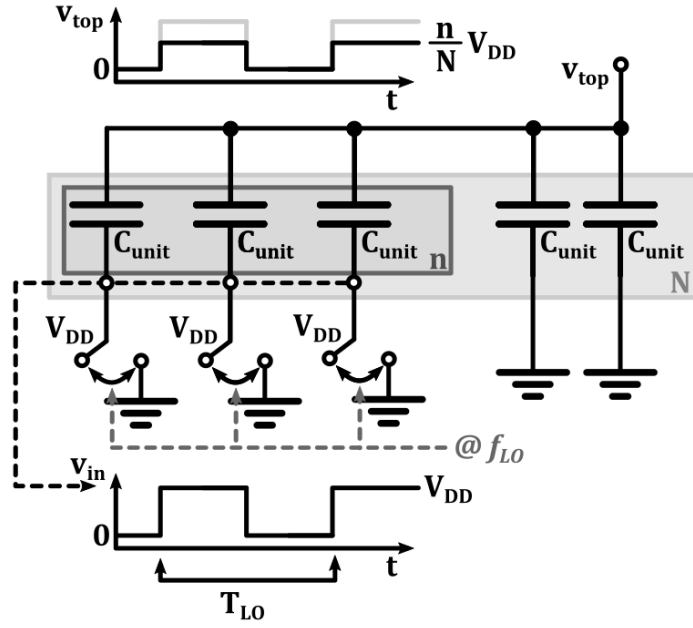 v_top
n/N V_DD
0
t
v_top
C_unit C_unit C_unit C_unit C_unit
n
N
V_DD V_DD V_DD
@ f_LO
v_in
V_DD
0
t
T_LO